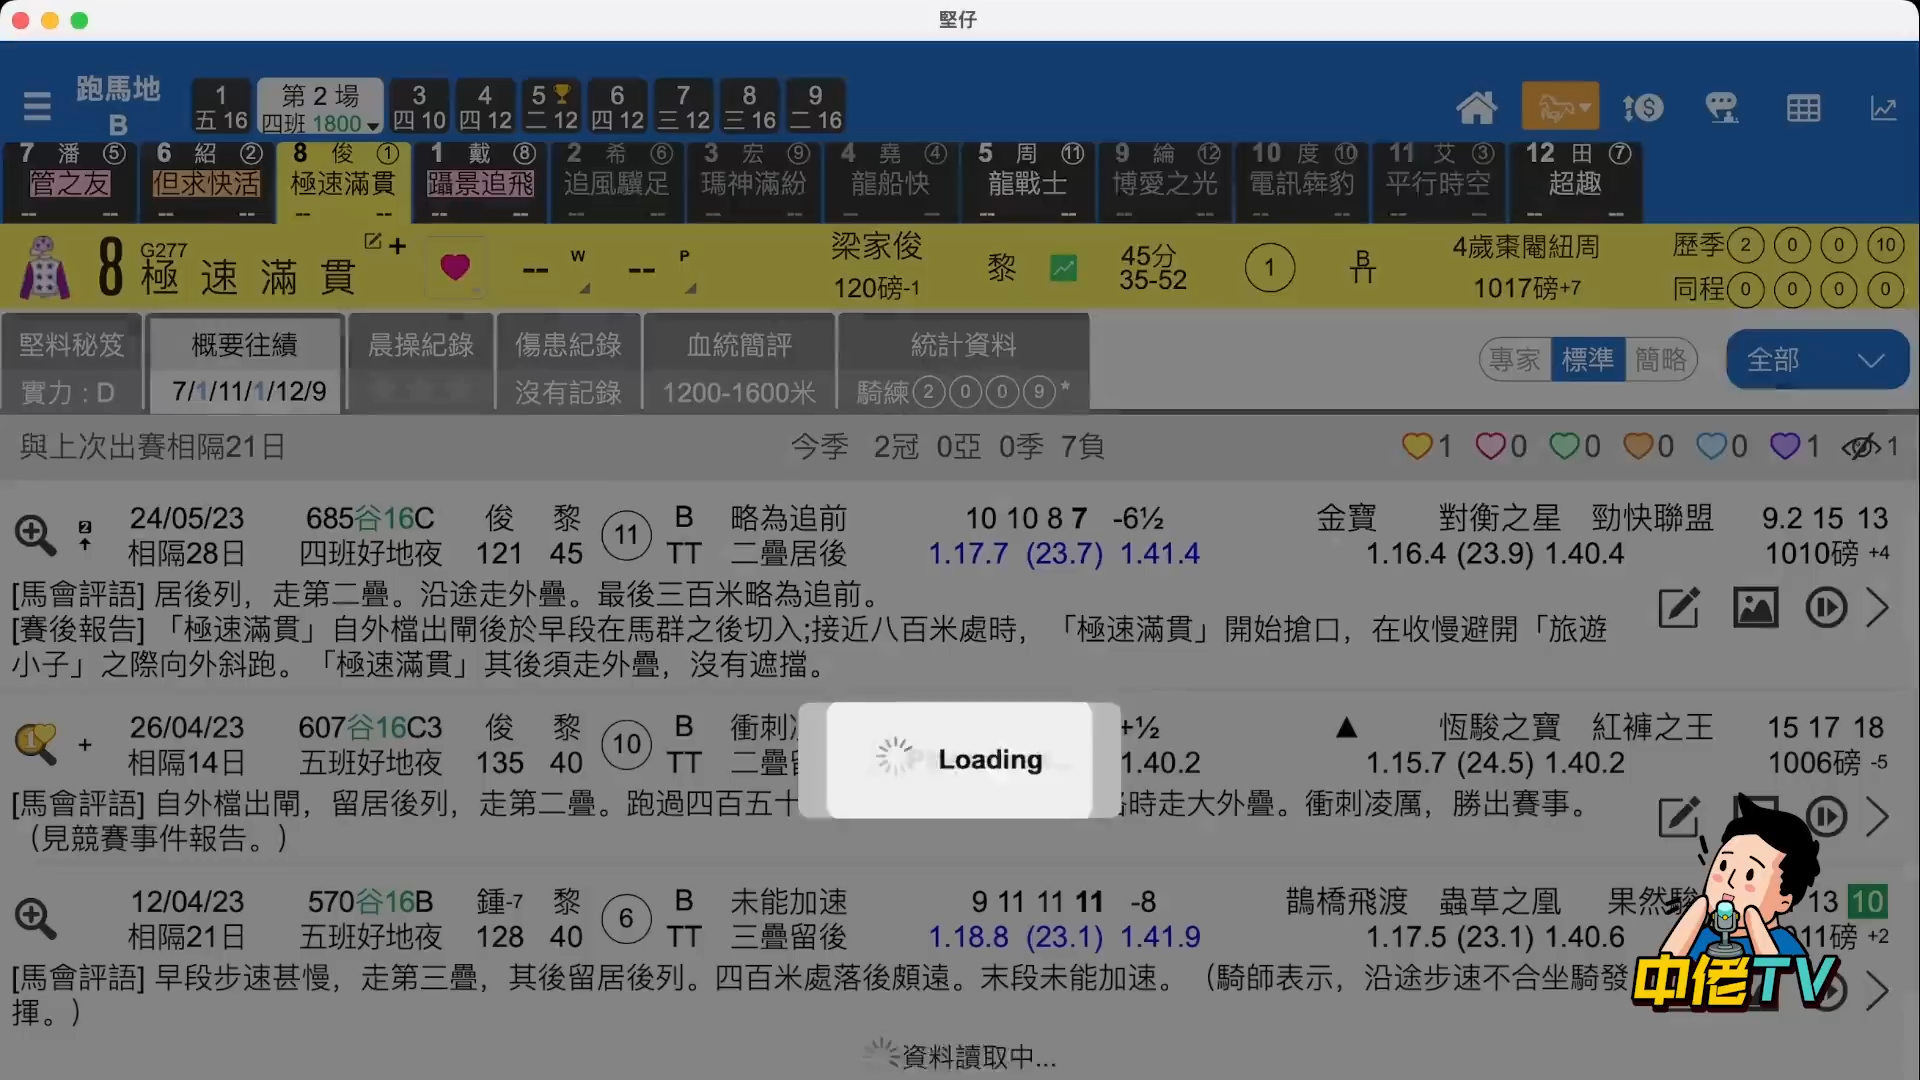 堅仔
跑馬地
B
1
五 16
第 2 場
四班 1800
3
四 10
4
四 12
5
二 12
6
四 12
7
三 12
8
三 16
9
二 16
7 潘 ⑤
管之友
-- --
6 紹 ②
但求快活
-- --
8 俊 ①
極速滿貫
-- --
1 戴 ⑧
躡景追飛
-- --
2 希 ⑥
追風驥足
-- --
3 宏 ⑨
瑪神滿紛
-- --
4 堯 ④
龍船快
-- --
5 周 ⑪
龍戰士
-- --
9 綸 ⑫
博愛之光
-- --
10 度 ⑩
電訊犇豹
-- --
11 艾 ③
平行時空
-- --
12 田 ⑦
超趣
-- --
8 G277
極速滿貫
+
-- W
-- P
梁家俊
120磅-1
黎
45分
35-52
1
B
TT
4歲棗閹紐周
1017磅+7
歷季 2 0 0 10
同程 0 0 0 0
堅料秘笈
實力 : D
概要往績
7/1/11/1/12/9
晨操紀錄
傷患紀錄
沒有記錄
血統簡評
1200-1600米
統計資料
騎練 2 0 0 9 *
專家 標準 簡略
全部
與上次出賽相隔21日
今季 2冠 0亞 0季 7負
1 0 0 0 0 1 1
2 24/05/23 685谷16C 俊 黎 11 B 略為追前 10 10 8 7 -6½ 金寶 對衡之星 勁快聯盟 9.2 15 13
相隔28日 四班好地夜 121 45 TT 二疊居後 1.17.7 (23.7) 1.41.4 1.16.4 (23.9) 1.40.4 1010磅 +4
[馬會評語] 居後列，走第二疊。沿途走外疊。最後三百米略為追前。
[賽後報告] 「極速滿貫」自外檔出閘後於早段在馬群之後切入;接近八百米處時，「極速滿貫」開始搶口，在收慢避開「旅遊
小子」之際向外斜跑。「極速滿貫」其後須走外疊，沒有遮擋。
1 + 26/04/23 607谷16C3 俊 黎 10 B 衝刺 +½ ▲ 恆駿之寶 紅褲之王 15 17 18
相隔14日 五班好地夜 135 40 TT 二疊 1.40.2 1.15.7 (24.5) 1.40.2 1006磅 -5
Loading
[馬會評語] 自外檔出閘，留居後列，走第二疊。跑過四百五十 時走大外疊。衝刺凌厲，勝出賽事。
（見競賽事件報告。）
12/04/23 570谷16B 鍾-7 黎 6 B 未能加速 9 11 11 11 -8 鵲橋飛渡 蟲草之凰 果然 13 10
相隔21日 五班好地夜 128 40 TT 三疊留後 1.18.8 (23.1) 1.41.9 1.17.5 (23.1) 1.40.6 磅 +2
[馬會評語] 早段步速甚慢，走第三疊，其後留居後列。四百米處落後頗遠。末段未能加速。（騎師表示，沿途步速不合坐騎發
揮。）
中佬TV
資料讀取中...